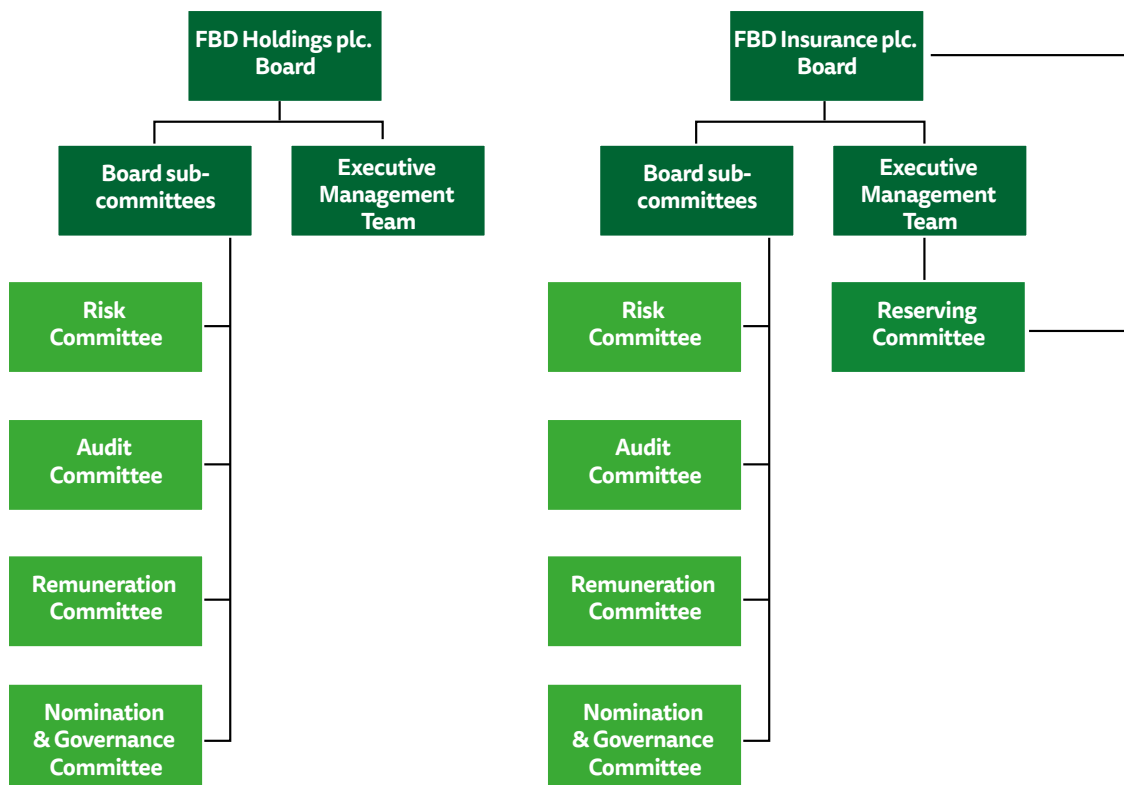 FBD Holdings plc.
Board
Board sub-
committees
Executive
Management
Team
Risk
Committee
Audit
Committee
Remuneration
Committee
Nomination
& Governance
Committee
FBD Insurance plc.
Board
Board sub-
committees
Executive
Management
Team
Risk
Committee
Reserving
Committee
Audit
Committee
Remuneration
Committee
Nomination
& Governance
Committee